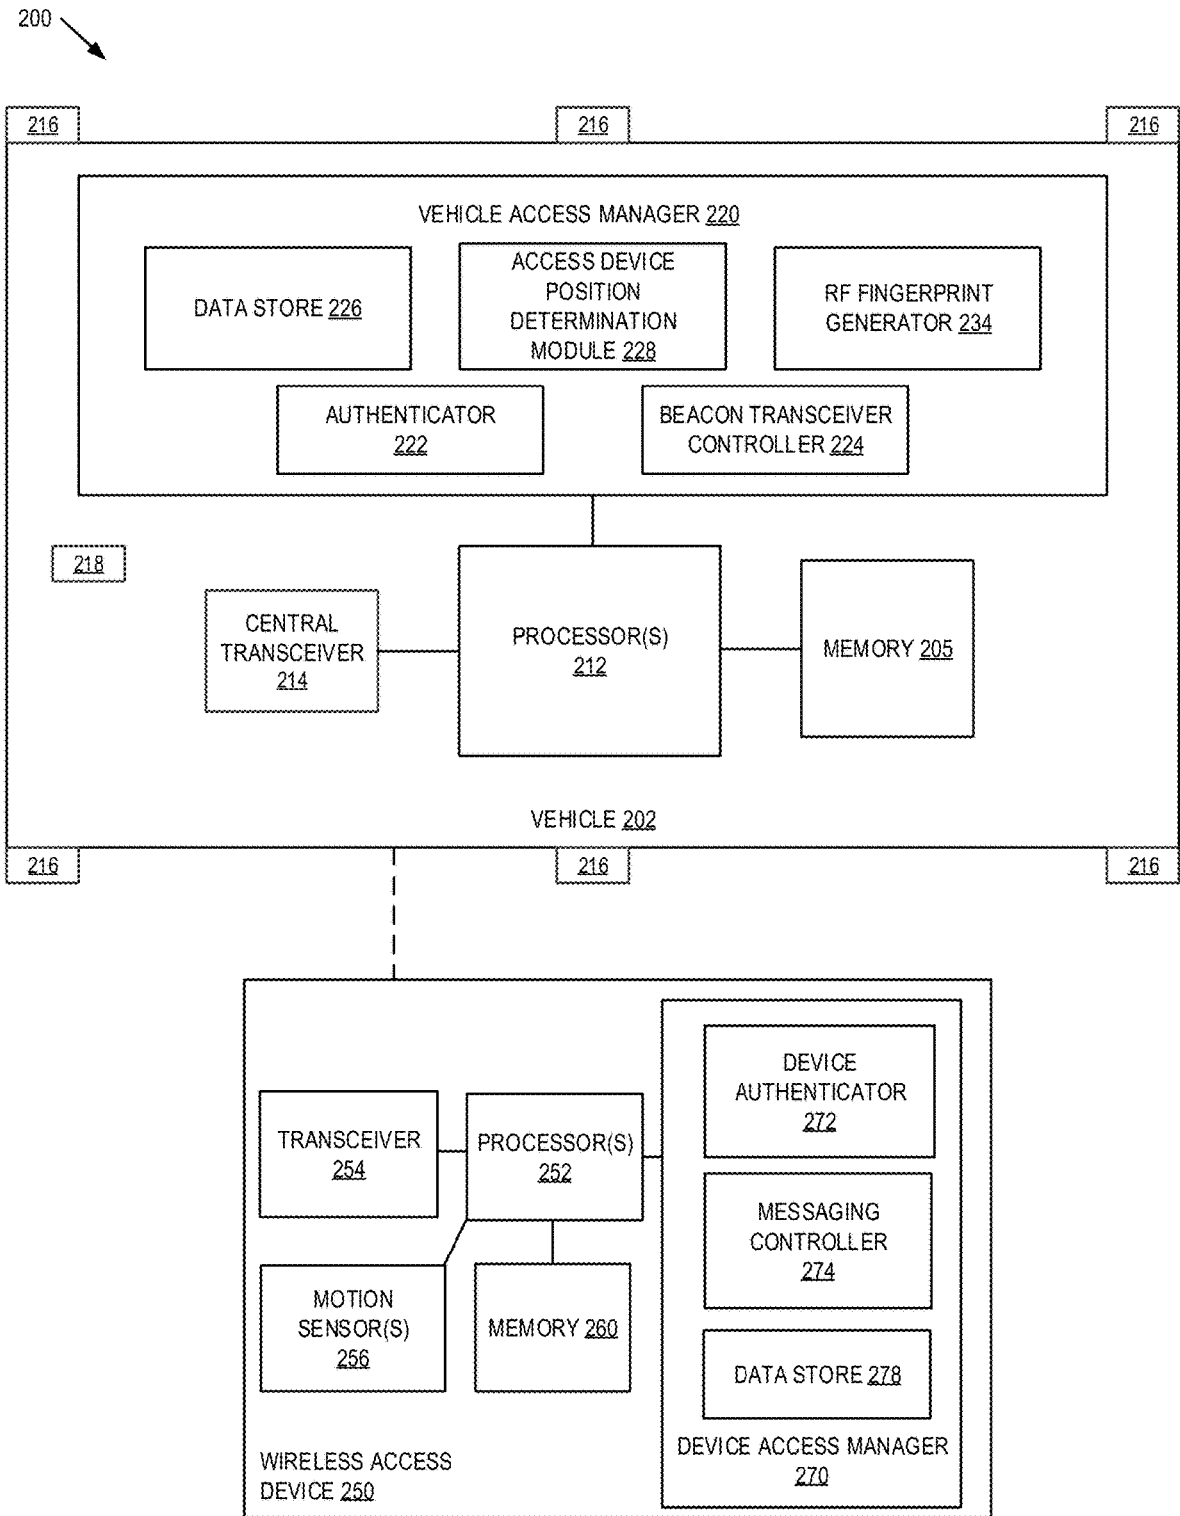 200
216 216 216
VEHICLE ACCESS MANAGER 220
DATA STORE 226
ACCESS DEVICE
POSITION
DETERMINATION
MODULE 228
RF FINGERPRINT
GENERATOR 234
AUTHENTICATOR
222
BEACON TRANSCEIVER
CONTROLLER 224
218
CENTRAL
TRANSCEIVER
214
PROCESSOR(S)
212
MEMORY 205
VEHICLE 202
216 216 216
TRANSCEIVER
254
PROCESSOR(S)
252
MOTION
SENSOR(S)
256
MEMORY 260
DEVICE
AUTHENTICATOR
272
MESSAGING
CONTROLLER
274
DATA STORE 278
DEVICE ACCESS MANAGER
270
WIRELESS ACCESS
DEVICE 250